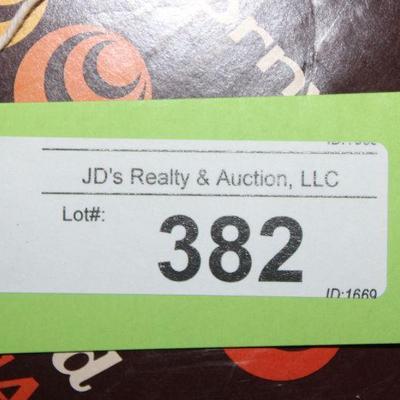 JD's Realty & Auction, LLC
Lot#:
382
ID:1669